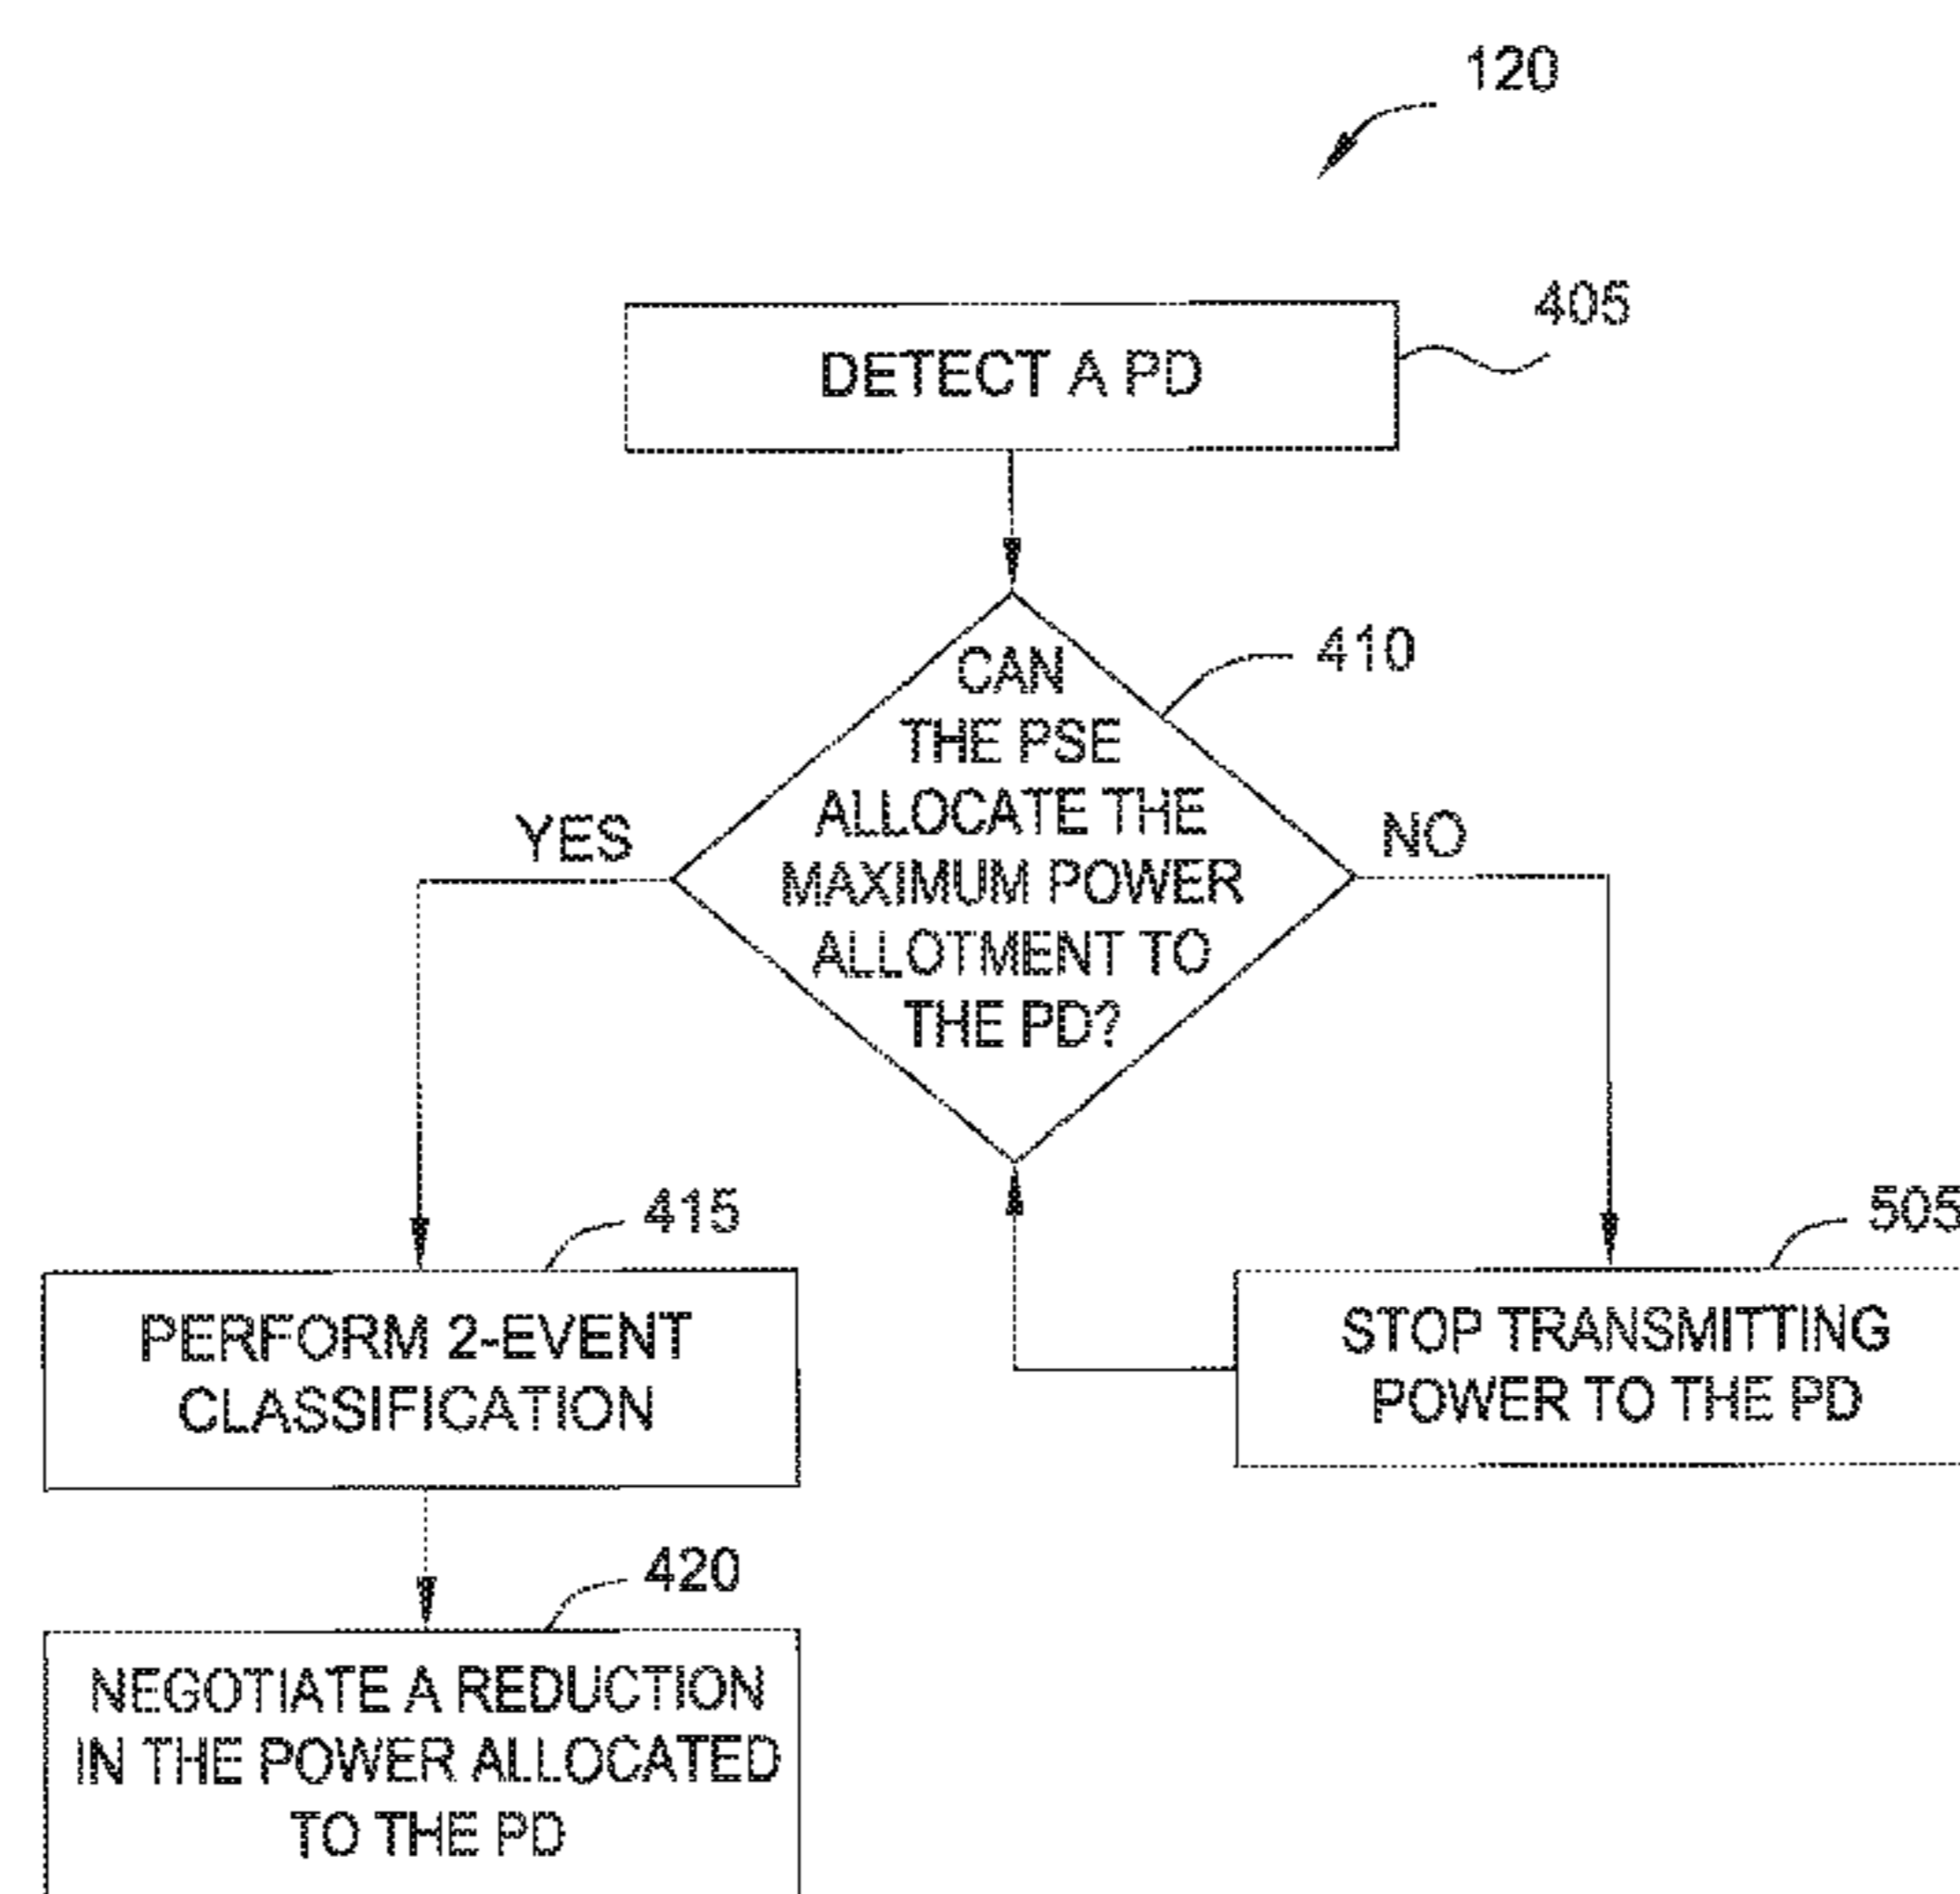 120
405
DETECT A PD
410
CAN
THE PSE
ALLOCATE THE
MAXIMUM POWER
ALLOTMENT TO
THE PD?
YES
NO
415
505
PERFORM 2-EVENT
CLASSIFICATION
STOP TRANSMITTING
POWER TO THE PD
420
NEGOTIATE A REDUCTION
IN THE POWER ALLOCATED
TO THE PD